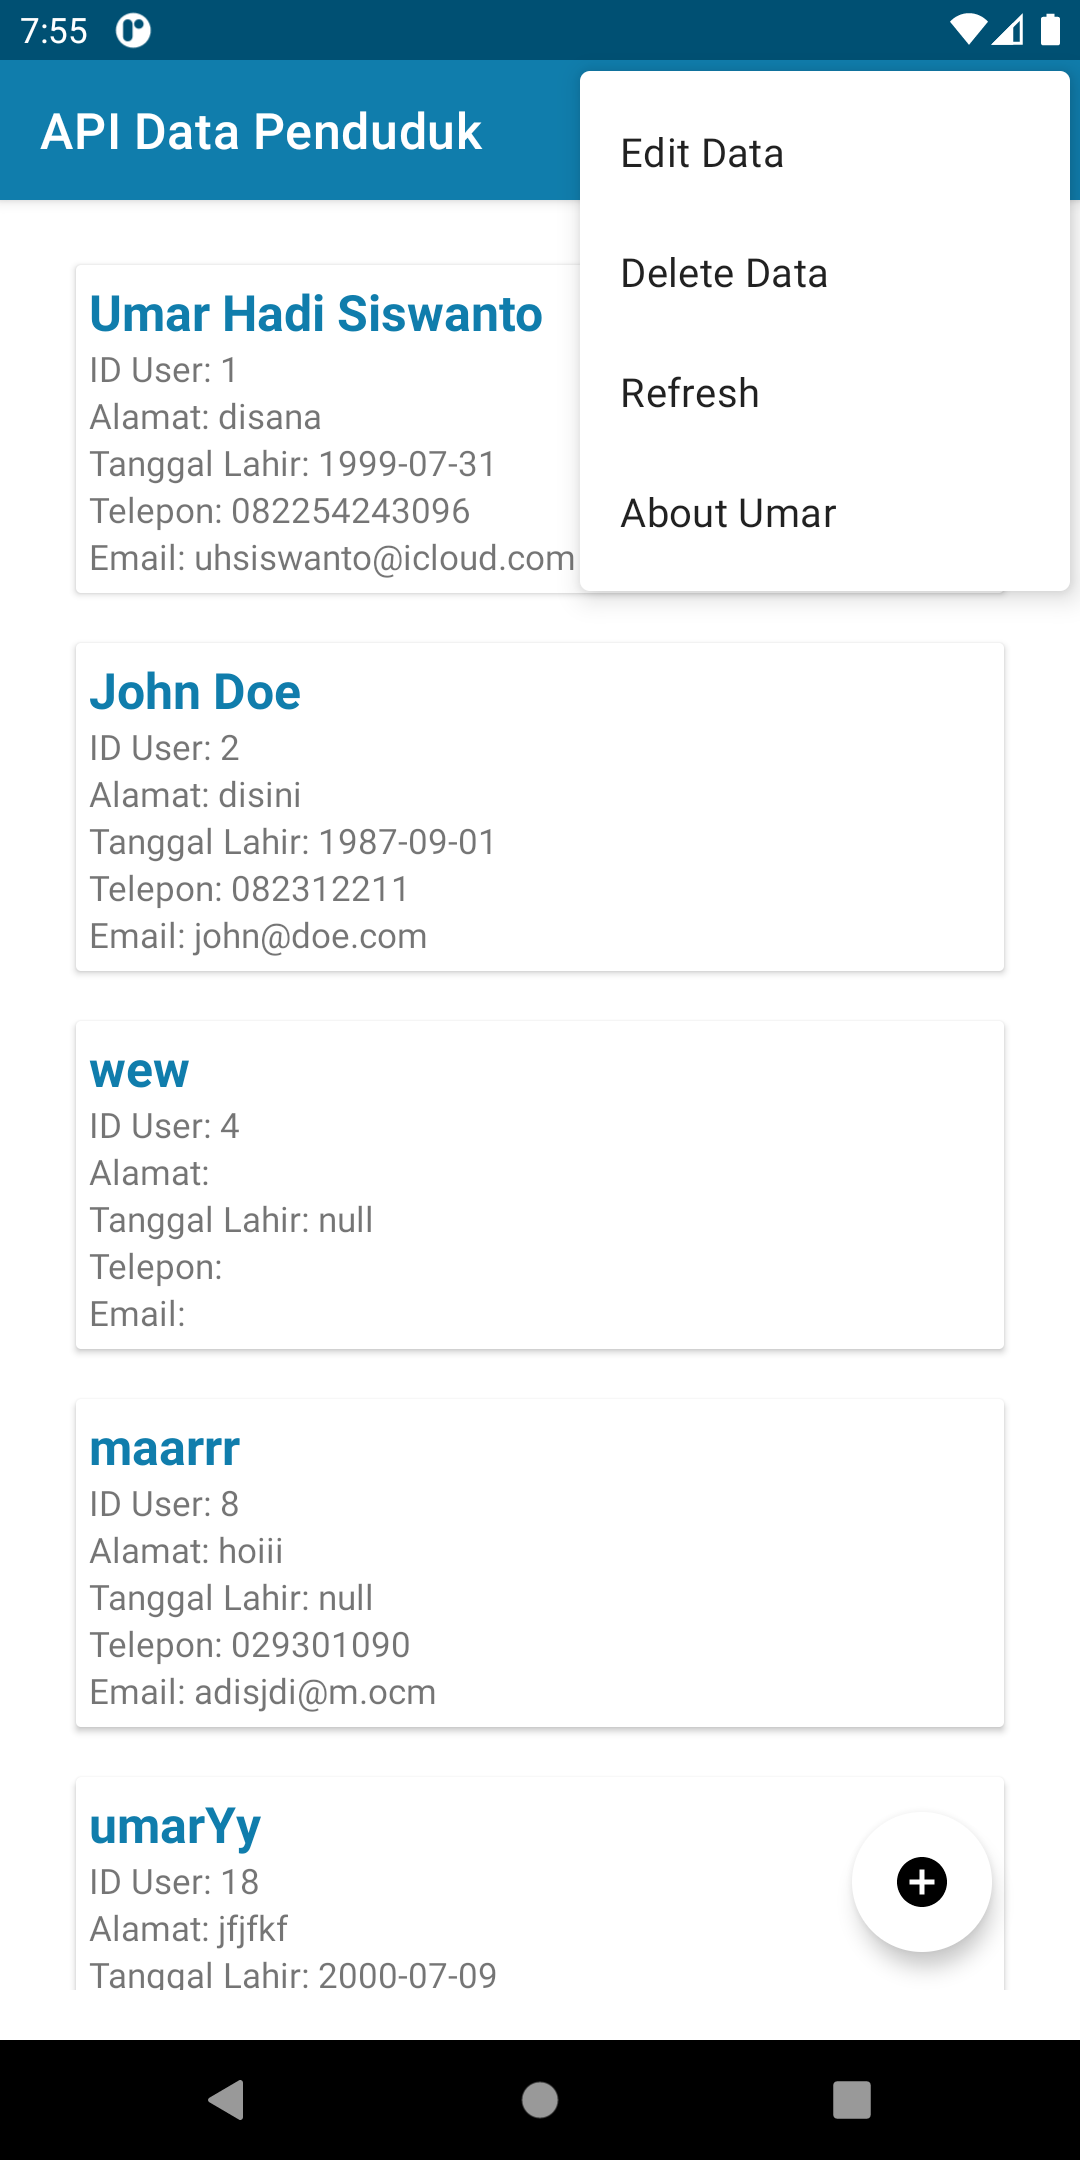 7:55
API Data Penduduk
Edit Data
Delete Data
Refresh
About Umar
Umar Hadi Siswanto
ID User: 1
Alamat: disana
Tanggal Lahir: 1999-07-31
Telepon: 082254243096
Email: uhsiswanto@icloud.com
John Doe
ID User: 2
Alamat: disini
Tanggal Lahir: 1987-09-01
Telepon: 082312211
Email: john@doe.com
wew
ID User: 4
Alamat:
Tanggal Lahir: null
Telepon:
Email:
maarrr
ID User: 8
Alamat: hoiii
Tanggal Lahir: null
Telepon: 029301090
Email: adisjdi@m.ocm
umarYy
ID User: 18
Alamat: jfjfkf
Tanggal Lahir: 2000-07-09